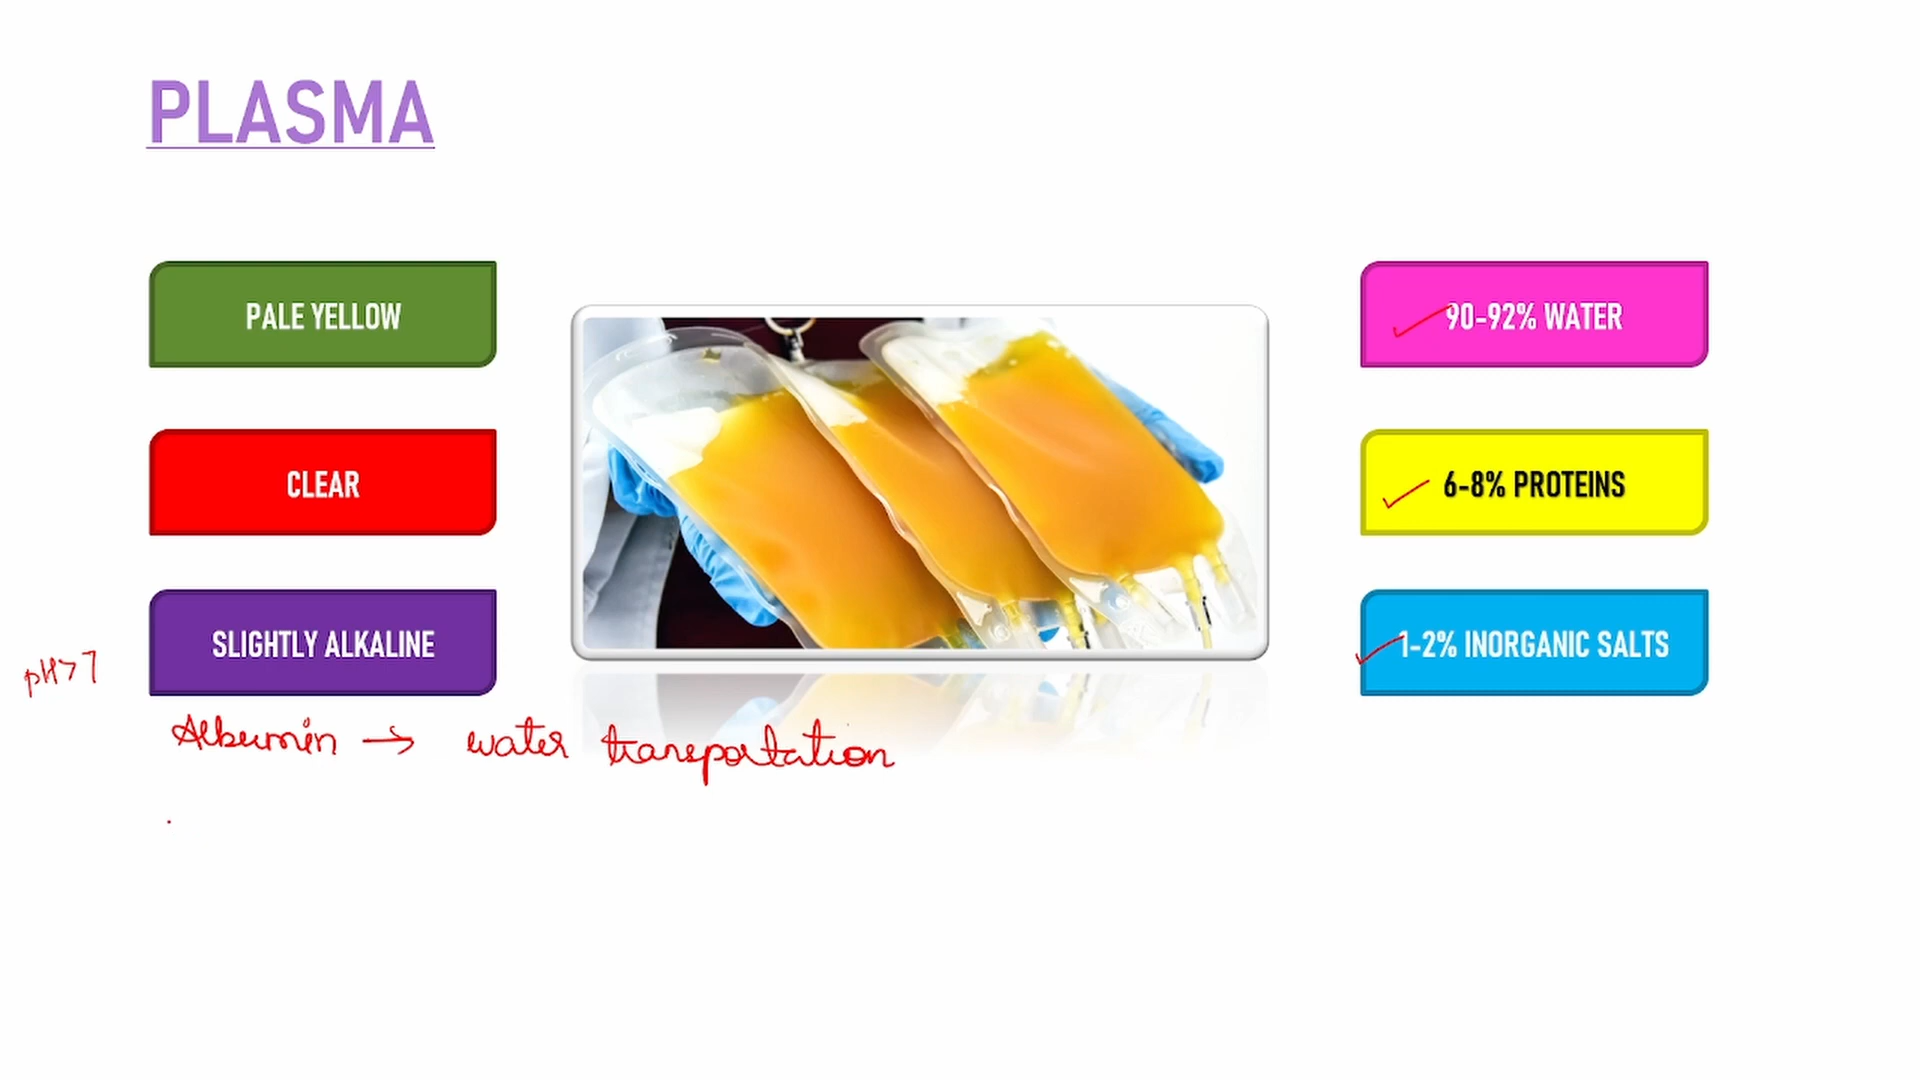 PLASMA
PALE YELLOW
CLEAR
SLIGHTLY ALKALINE
pH>7
90-92% WATER
6-8% PROTEINS
1-2% INORGANIC SALTS
Albumin → water transportation